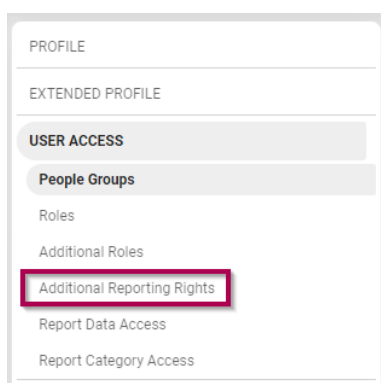 PROFILE
EXTENDED PROFILE
USER ACCESS
People Groups
Roles
Additional Roles
Additional Reporting Rights
Report Data Access
Report Category Access